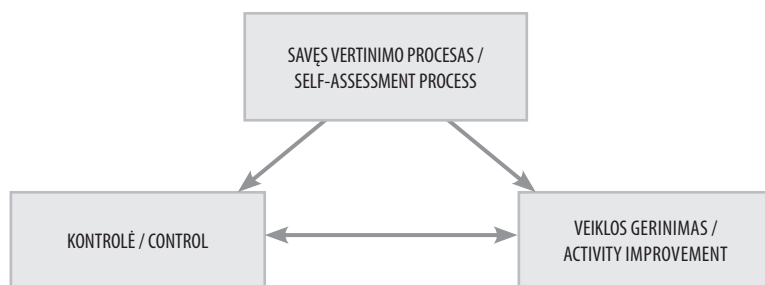 SAVĘS VERTINIMO PROCESAS /
SELF-ASSESSMENT PROCESS
KONTROLĖ / CONTROL
VEIKLOS GERINIMAS /
ACTIVITY IMPROVEMENT